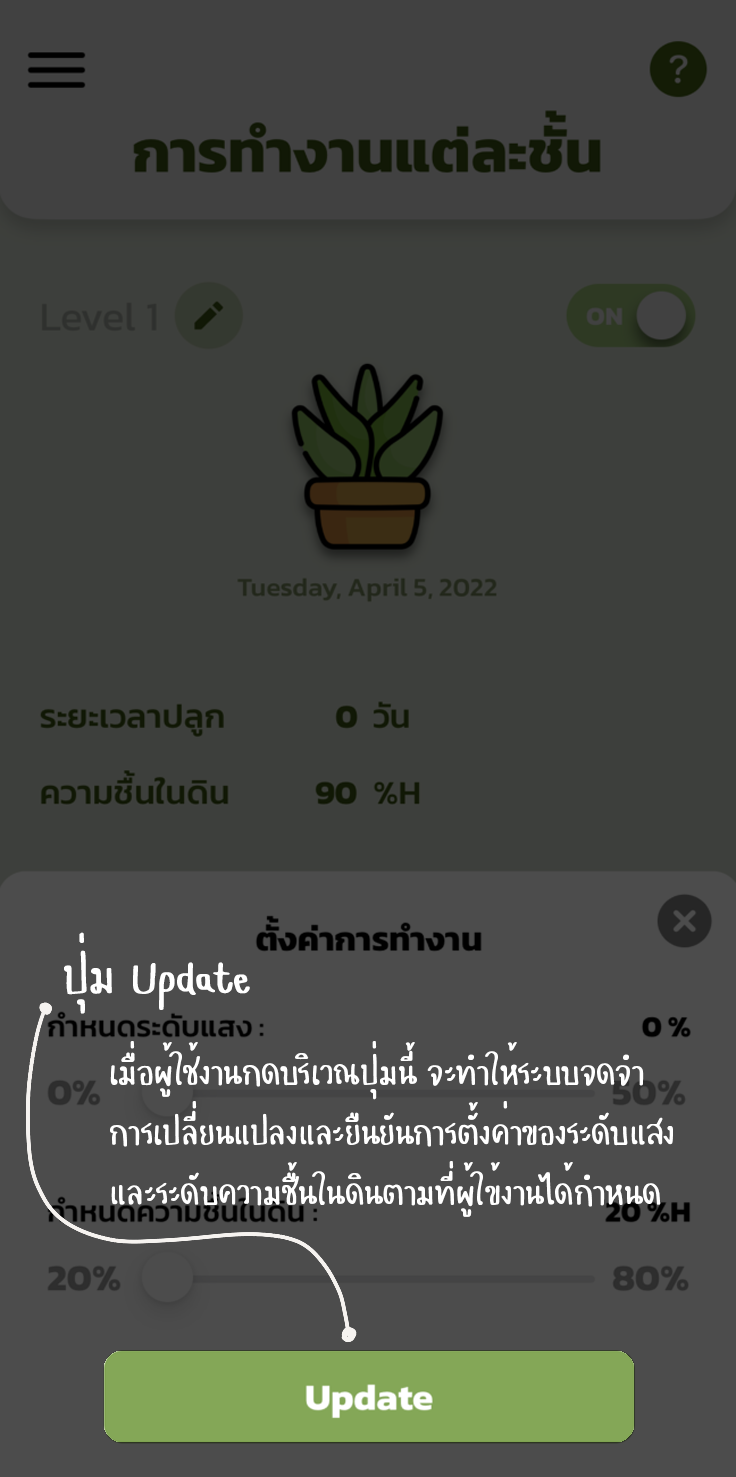 ?
การทำงานแต่ละชั้น
Level 1
ON
Tuesday, April 5, 2022
ระยะเวลาปลูก 0 วัน
ความชื้นในดิน 90 %H
ตั้งค่าการทำงาน
ปุ่ม Update
กำหนดระดับแสง : 0 %
เมื่อผู้ใช้งานกดบริเวณปุ่มนี้ จะทำให้ระบบจดจำ
0% 50%
การเปลี่ยนแปลงและยืนยันการตั้งค่าของระดับแสง
และระดับความชื้นในดินตามที่ผู้ใช้งานได้กำหนด
กำหนดความชื้นในดิน : 20 %H
20% 80%
Update